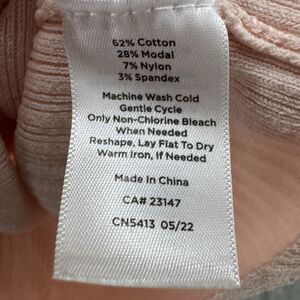 62% Cotton
28% Modal
7% Nylon
3% Spandex
Machine Wash Cold
Gentle Cycle
Only Non-Chlorine Bleach
When Needed
Reshape, Lay Flat To Dry
Warm Iron, If Needed
Made in China
CA# 23147
CN5413 05/22